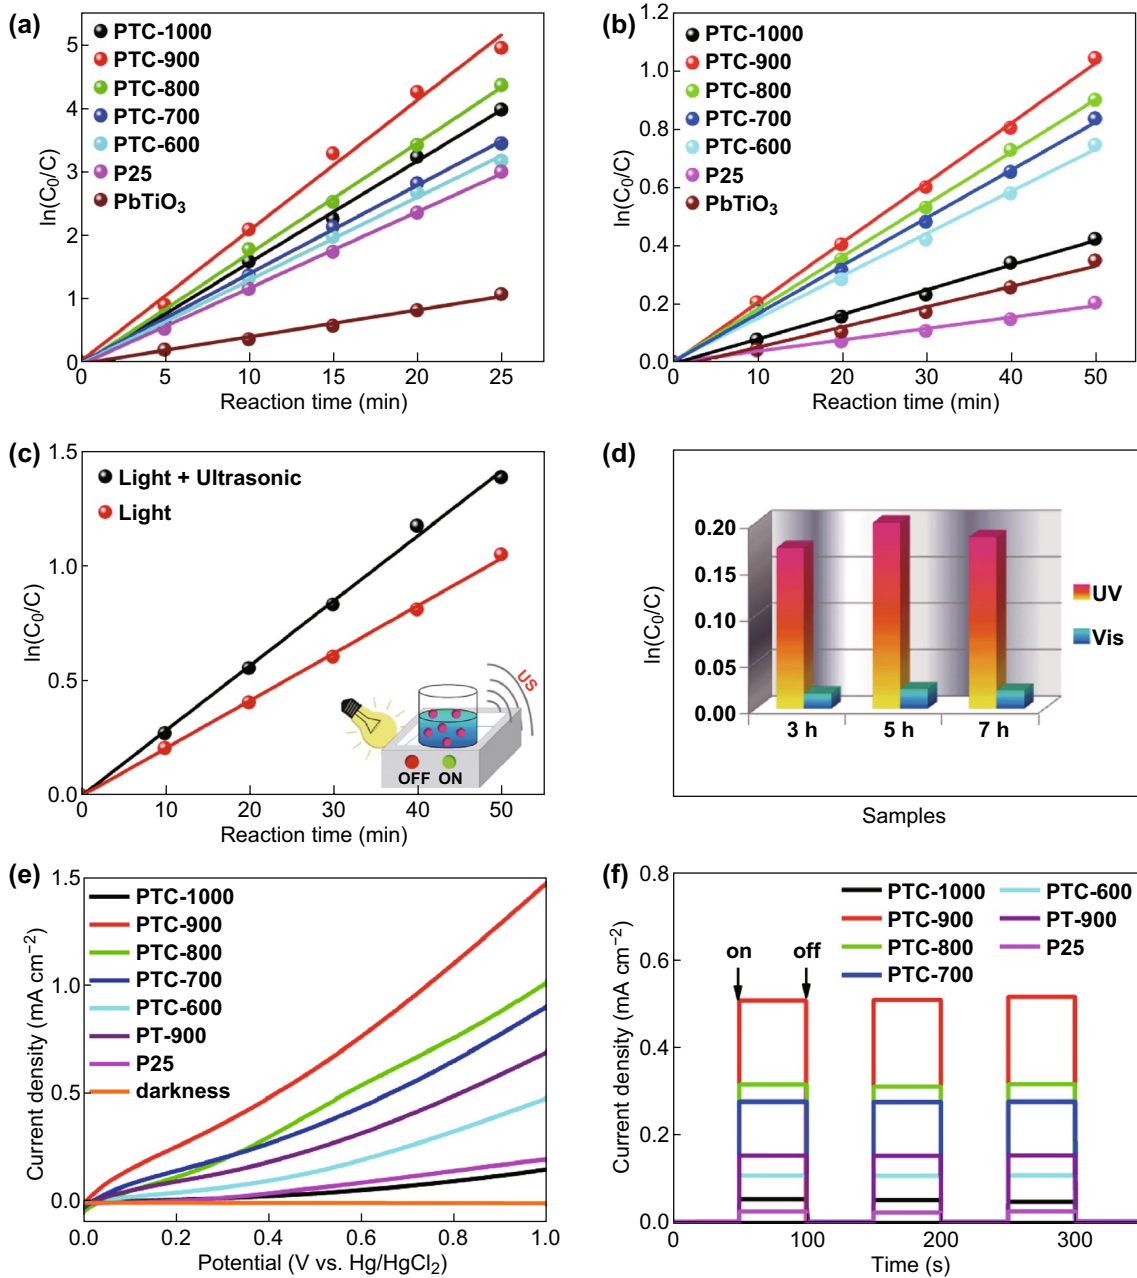 (a)
PTC-1000
PTC-900
PTC-800
PTC-700
PTC-600
P25
PbTiO₃
ln(C₀/C)
5
4
3
2
1
0
0 5 10 15 20 25
Reaction time (min)
(b)
PTC-1000
PTC-900
PTC-800
PTC-700
PTC-600
P25
PbTiO₃
ln(C₀/C)
1.2
1.0
0.8
0.6
0.4
0.2
0.0
0 10 20 30 40 50
Reaction time (min)
(c)
Light + Ultrasonic
Light
ln(C₀/C)
1.5
1.0
0.5
0.0
US
OFF ON
0 10 20 30 40 50
Reaction time (min)
(d)
ln(C₀/C)
0.20
0.15
0.10
0.05
0.00
UV
Vis
3 h 5 h 7 h
Samples
(e)
PTC-1000
PTC-900
PTC-800
PTC-700
PTC-600
PT-900
P25
darkness
Current density (mA cm⁻²)
1.5
1.0
0.5
0.0
0.0 0.2 0.4 0.6 0.8 1.0
Potential (V vs. Hg/HgCl₂)
(f)
PTC-1000 PTC-600
PTC-900 PT-900
PTC-800 P25
PTC-700
on off
Current density (mA cm⁻²)
0.8
0.6
0.4
0.2
0.0
0 100 200 300
Time (s)